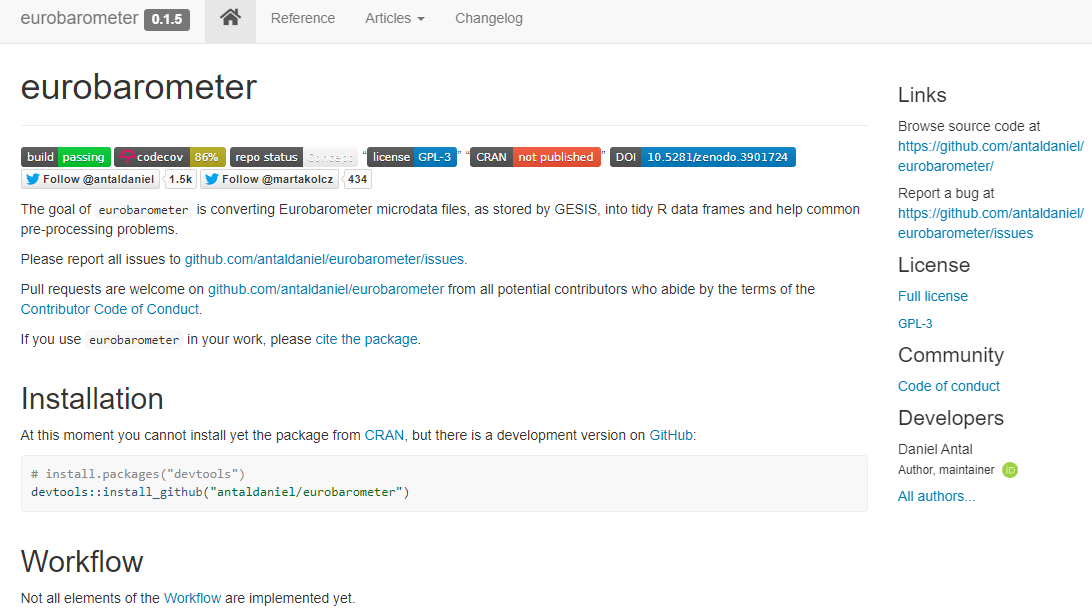 eurobarometer 0.1.5 Reference Articles Changelog
eurobarometer
build passing codecov 86% repo status Concept “ license GPL-3 ” “ CRAN not published ” DOI 10.5281/zenodo.3901724
Follow @antaldaniel 1.5k Follow @martakolcz 434
The goal of eurobarometer is converting Eurobarometer microdata files, as stored by GESIS, into tidy R data frames and help common
pre-processing problems.
Please report all issues to github.com/antaldaniel/eurobarometer/issues.
Pull requests are welcome on github.com/antaldaniel/eurobarometer from all potential contributors who abide by the terms of the
Contributor Code of Conduct.
If you use eurobarometer in your work, please cite the package.
Installation
At this moment you cannot install yet the package from CRAN, but there is a development version on GitHub:
# install.packages("devtools")
devtools::install_github("antaldaniel/eurobarometer")
Workflow
Not all elements of the Workflow are implemented yet.
Links
Browse source code at
https://github.com/antaldaniel/
eurobarometer/
Report a bug at
https://github.com/antaldaniel/
eurobarometer/issues
License
Full license
GPL-3
Community
Code of conduct
Developers
Daniel Antal
Author, maintainer iD
All authors...